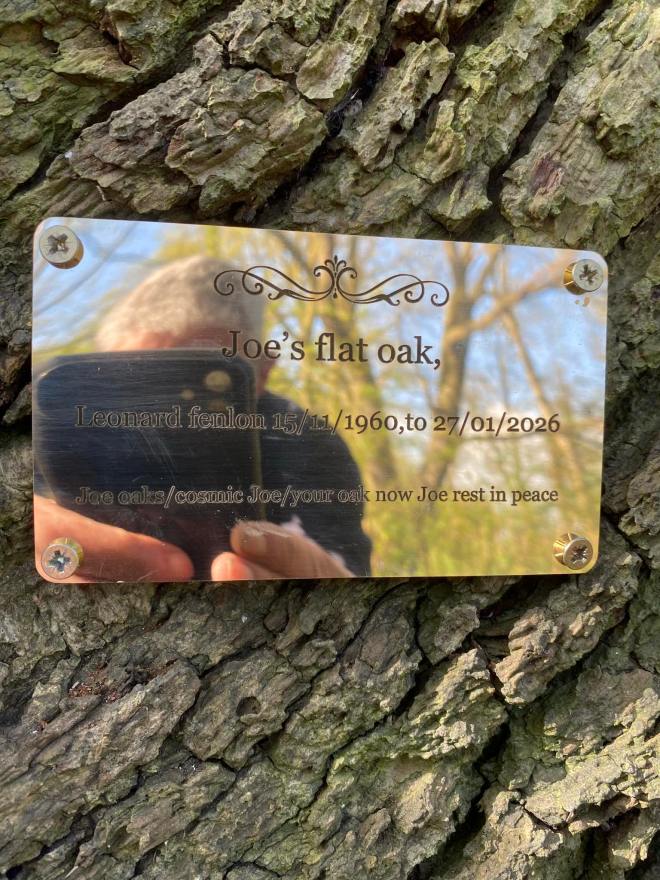 Joe's flat oak,
Leonard fenlon 15/11/1960,to 27/01/2026
Joe oaks/cosmic Joe/your oak now Joe rest in peace